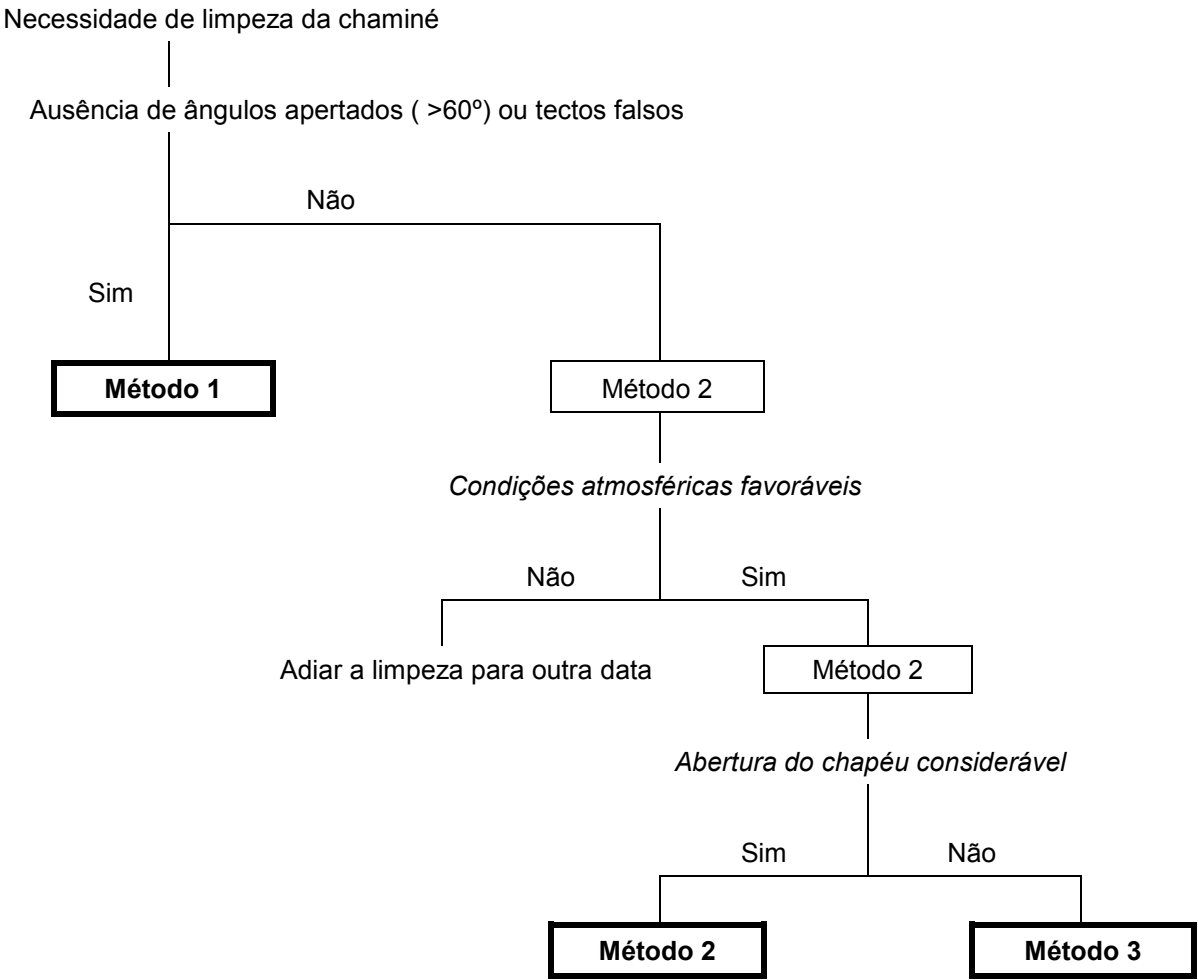 Necessidade de limpeza da chaminé
Ausência de ângulos apertados ( >60º) ou tectos falsos
Não
Sim
Método 1
Método 2
Condições atmosféricas favoráveis
Não
Sim
Adiar a limpeza para outra data
Método 2
Abertura do chapéu considerável
Sim
Não
Método 2
Método 3